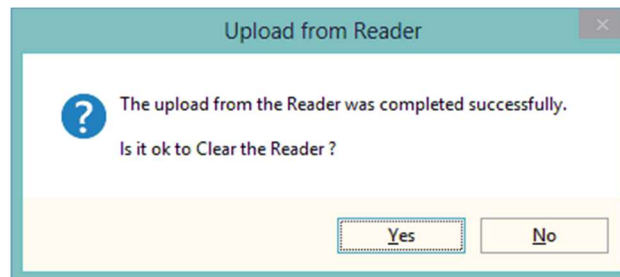 Upload from Reader
The upload from the Reader was completed successfully.
Is it ok to Clear the Reader ?
Yes
No